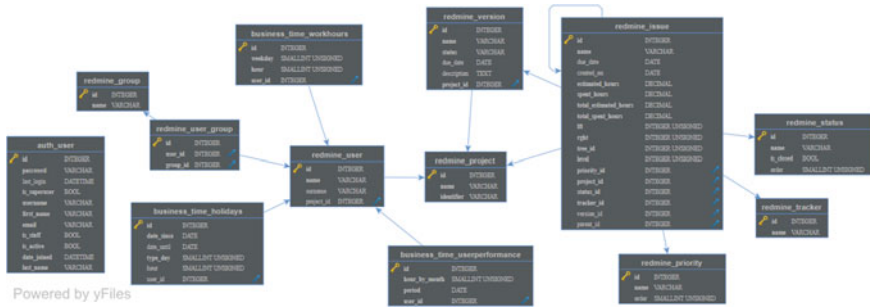 redmine_group
id INTEGER
name VARCHAR
auth_user
id INTEGER
password VARCHAR
last_login DATETIME
is_superuser BOOL
username VARCHAR
first_name VARCHAR
email VARCHAR
is_staff BOOL
is_active BOOL
date_joined DATETIME
last_name VARCHAR
redmine_user_group
id INTEGER
user_id INTEGER
group_id INTEGER
business_time_holidays
id INTEGER
date_since DATE
date_until DATE
type_day SMALLINT UNSIGNED
hour SMALLINT UNSIGNED
user_id INTEGER
business_time_workhours
id INTEGER
weekday SMALLINT UNSIGNED
hour SMALLINT UNSIGNED
user_id INTEGER
redmine_user
id INTEGER
name VARCHAR
surname VARCHAR
project_id INTEGER
redmine_version
id INTEGER
name VARCHAR
status VARCHAR
due_date DATE
description TEXT
project_id INTEGER
redmine_project
id INTEGER
name VARCHAR
identifier VARCHAR
business_time_userperformance
id INTEGER
hour_by_month SMALLINT UNSIGNED
period DATE
user_id INTEGER
redmine_issue
id INTEGER
name VARCHAR
due_date DATE
created_on DATE
estimated_hours DECIMAL
spent_hours DECIMAL
total_estimated_hours DECIMAL
total_spent_hours DECIMAL
lft INTEGER UNSIGNED
rght INTEGER UNSIGNED
tree_id INTEGER UNSIGNED
level INTEGER UNSIGNED
priority_id INTEGER
project_id INTEGER
status_id INTEGER
tracker_id INTEGER
version_id INTEGER
parent_id INTEGER
redmine_status
id INTEGER
name VARCHAR
is_closed BOOL
order SMALLINT UNSIGNED
redmine_tracker
id INTEGER
name VARCHAR
redmine_priority
id INTEGER
name VARCHAR
order SMALLINT UNSIGNED
Powered by yFiles